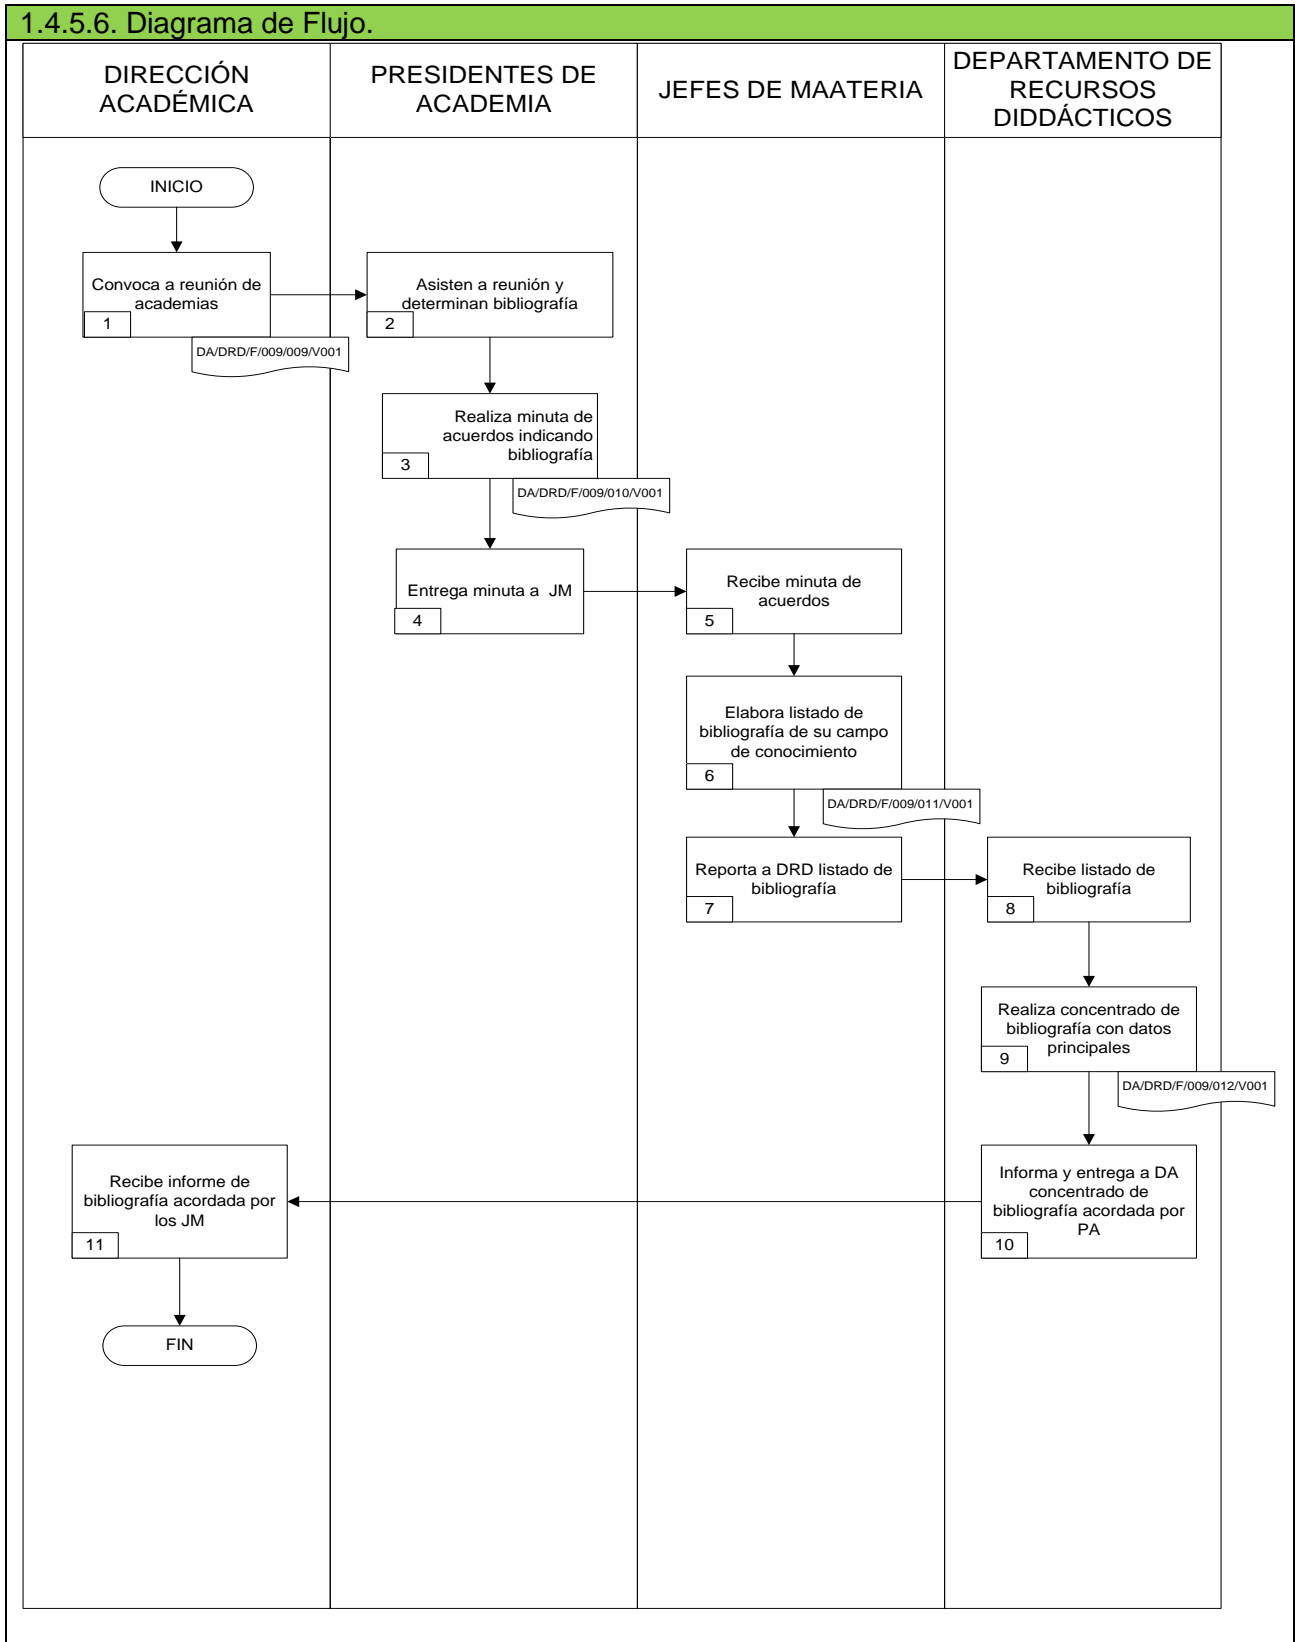 1.4.5.6. Diagrama de Flujo.
DIRECCIÓN
ACADÉMICA
PRESIDENTES DE
ACADEMIA
JEFES DE MAATERIA
DEPARTAMENTO DE
RECURSOS
DIDDÁCTICOS
INICIO
Convoca a reunión de
academias
1
DA/DRD/F/009/009/V001
Asisten a reunión y
determinan bibliografía
2
Realiza minuta de
acuerdos indicando
bibliografía
3
DA/DRD/F/009/010/V001
Entrega minuta a  JM
4
Recibe minuta de
acuerdos
5
Elabora listado de
bibliografía de su campo
de conocimiento
6
DA/DRD/F/009/011/V001
Reporta a DRD listado de
bibliografía
7
Recibe listado de
bibliografía
8
Realiza concentrado de
bibliografía con datos
principales
9
DA/DRD/F/009/012/V001
Informa y entrega a DA
concentrado de
bibliografía acordada por
PA
10
Recibe informe de
bibliografía acordada por
los JM
11
FIN